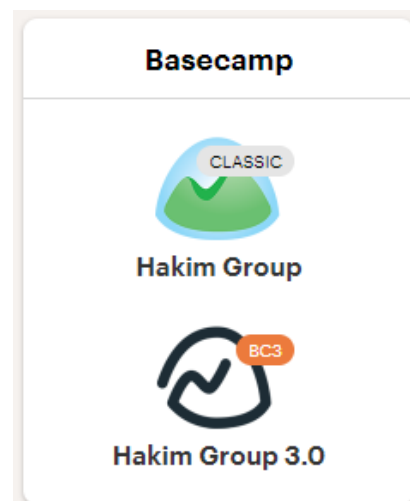 Basecamp
CLASSIC
Hakim Group
BC3
Hakim Group 3.0